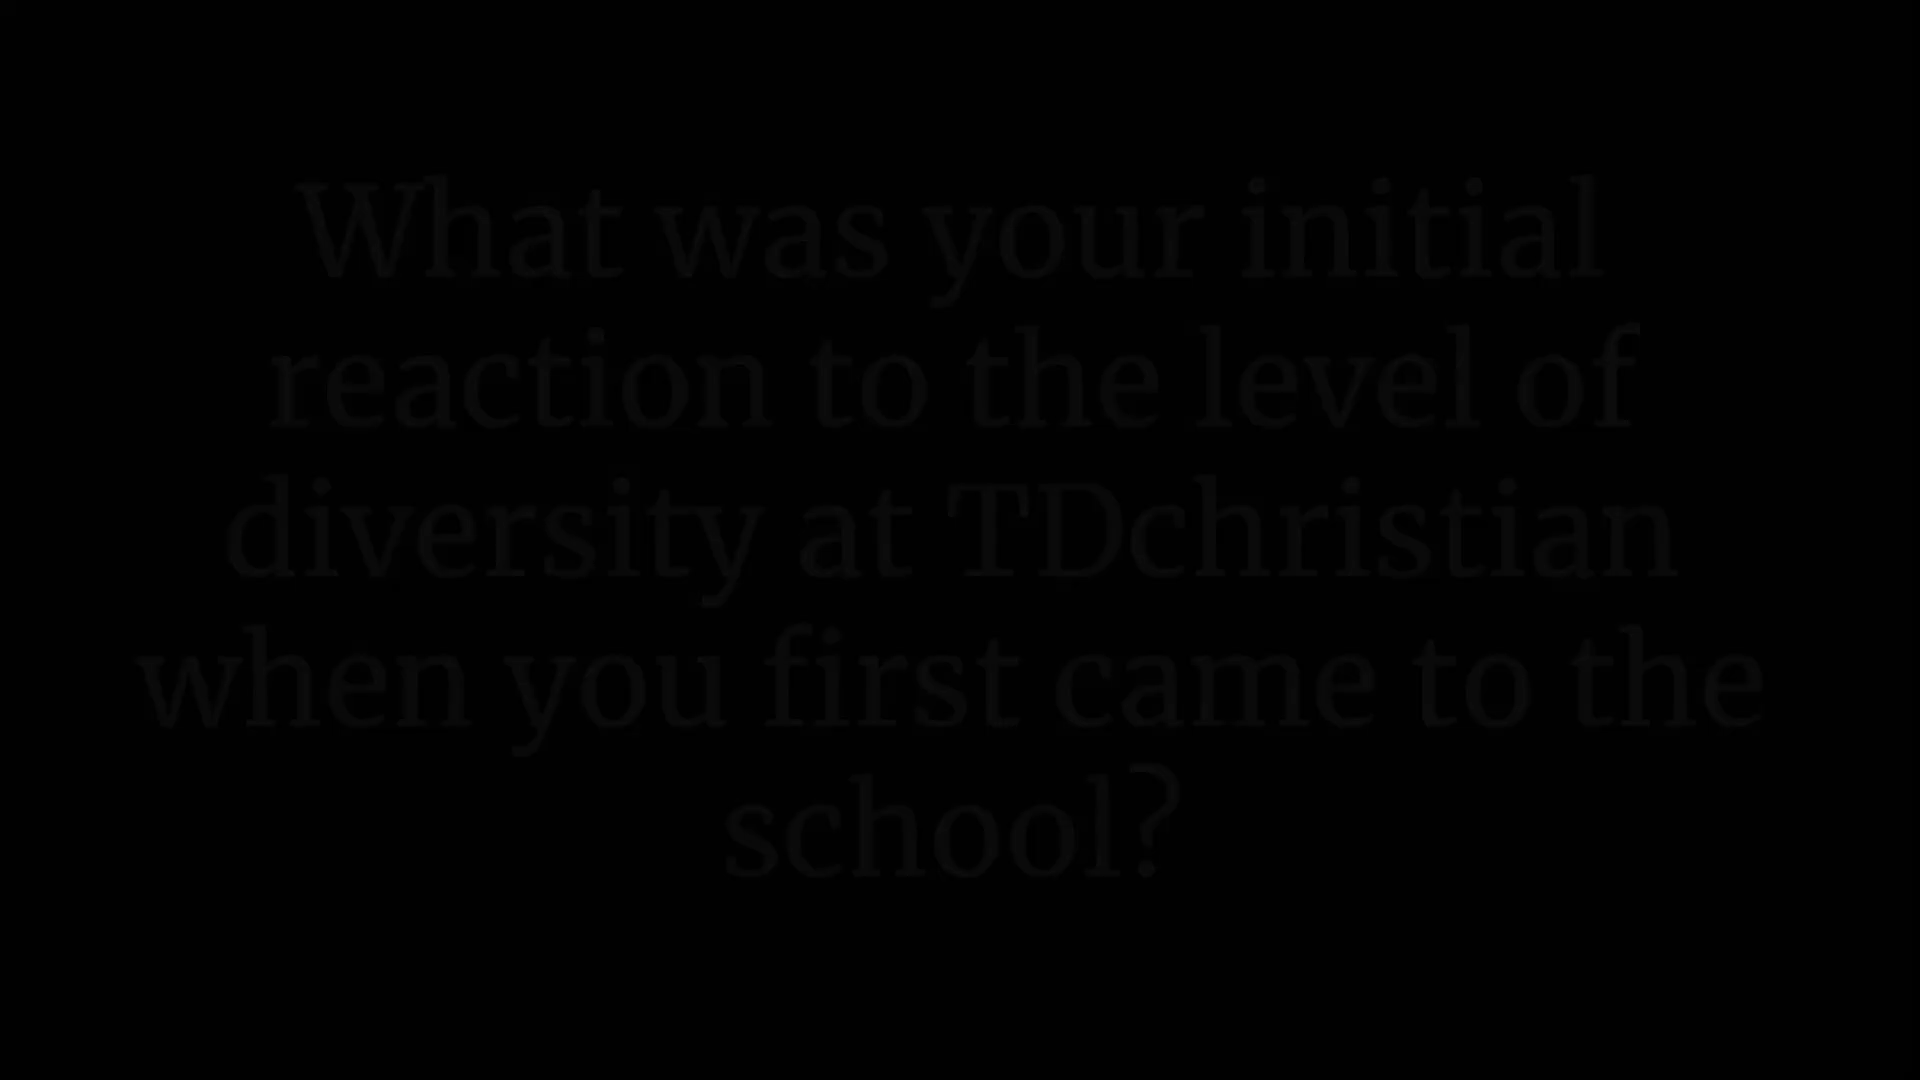 What was your initial
reaction to the level of
diversity at TDchristian
when you first came to the
school?